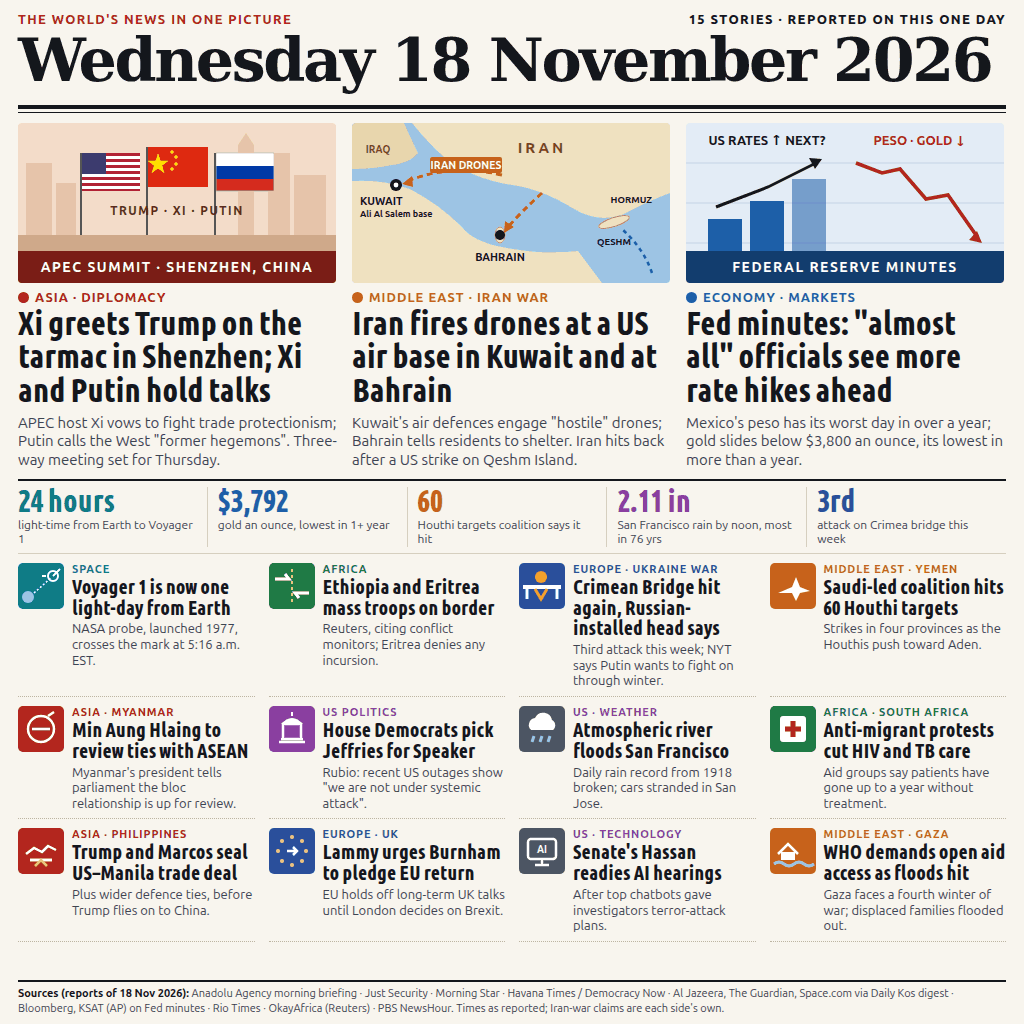 THE WORLD'S NEWS IN ONE PICTURE
15 STORIES · REPORTED ON THIS ONE DAY
Wednesday 18 November 2026
TRUMP · XI · PUTIN
APEC SUMMIT · SHENZHEN, CHINA
ASIA · DIPLOMACY
Xi greets Trump on the
tarmac in Shenzhen; Xi
and Putin hold talks
APEC host Xi vows to fight trade protectionism;
Putin calls the West "former hegemons". Three-
way meeting set for Thursday.
IRAQ
IRAN
IRAN DRONES
KUWAIT
Ali Al Salem base
HORMUZ
QESHM
BAHRAIN
MIDDLE EAST · IRAN WAR
Iran fires drones at a US
air base in Kuwait and at
Bahrain
Kuwait's air defences engage "hostile" drones;
Bahrain tells residents to shelter. Iran hits back
after a US strike on Qeshm Island.
US RATES ↑ NEXT?
PESO · GOLD ↓
FEDERAL RESERVE MINUTES
ECONOMY · MARKETS
Fed minutes: "almost
all" officials see more
rate hikes ahead
Mexico's peso has its worst day in over a year;
gold slides below $3,800 an ounce, its lowest in
more than a year.
24 hours
light-time from Earth to Voyager
1
$3,792
gold an ounce, lowest in 1+ year
60
Houthi targets coalition says it
hit
2.11 in
San Francisco rain by noon, most
in 76 yrs
3rd
attack on Crimea bridge this
week
SPACE
Voyager 1 is now one
light-day from Earth
NASA probe, launched 1977,
crosses the mark at 5:16 a.m.
EST.
AFRICA
Ethiopia and Eritrea
mass troops on border
Reuters, citing conflict
monitors; Eritrea denies any
incursion.
EUROPE · UKRAINE WAR
Crimean Bridge hit
again, Russian-
installed head says
Third attack this week; NYT
says Putin wants to fight on
through winter.
MIDDLE EAST · YEMEN
Saudi-led coalition hits
60 Houthi targets
Strikes in four provinces as the
Houthis push toward Aden.
ASIA · MYANMAR
Min Aung Hlaing to
review ties with ASEAN
Myanmar's president tells
parliament the bloc
relationship is up for review.
US POLITICS
House Democrats pick
Jeffries for Speaker
Rubio: recent US outages show
"we are not under systemic
attack".
US · WEATHER
Atmospheric river
floods San Francisco
Daily rain record from 1918
broken; cars stranded in San
Jose.
AFRICA · SOUTH AFRICA
Anti-migrant protests
cut HIV and TB care
Aid groups say patients have
gone up to a year without
treatment.
ASIA · PHILIPPINES
Trump and Marcos seal
US–Manila trade deal
Plus wider defence ties, before
Trump flies on to China.
EUROPE · UK
Lammy urges Burnham
to pledge EU return
EU holds off long-term UK talks
until London decides on Brexit.
AI
US · TECHNOLOGY
Senate's Hassan
readies AI hearings
After top chatbots gave
investigators terror-attack
plans.
MIDDLE EAST · GAZA
WHO demands open aid
access as floods hit
Gaza faces a fourth winter of
war; displaced families flooded
out.
Sources (reports of 18 Nov 2026): Anadolu Agency morning briefing · Just Security · Morning Star · Havana Times / Democracy Now · Al Jazeera, The Guardian, Space.com via Daily Kos digest ·
Bloomberg, KSAT (AP) on Fed minutes · Rio Times · OkayAfrica (Reuters) · PBS NewsHour. Times as reported; Iran-war claims are each side's own.